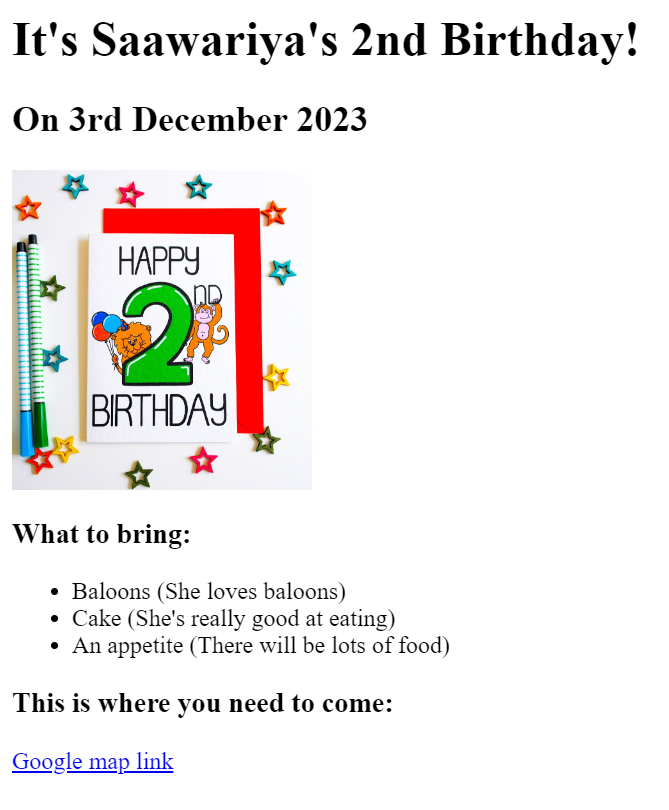 It's Saawariya's 2nd Birthday!
On 3rd December 2023
HAPPY
2ND
BIRTHDAY
What to bring:
Baloons (She loves baloons)
Cake (She's really good at eating)
An appetite (There will be lots of food)
This is where you need to come:
Google map link